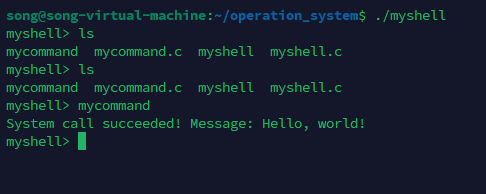 song@song-virtual-machine:~/operation_system$ ./myshell
myshell> ls
mycommand  mycommand.c  myshell  myshell.c
myshell> ls
mycommand  mycommand.c  myshell  myshell.c
myshell> mycommand
System call succeeded! Message: Hello, world!
myshell>